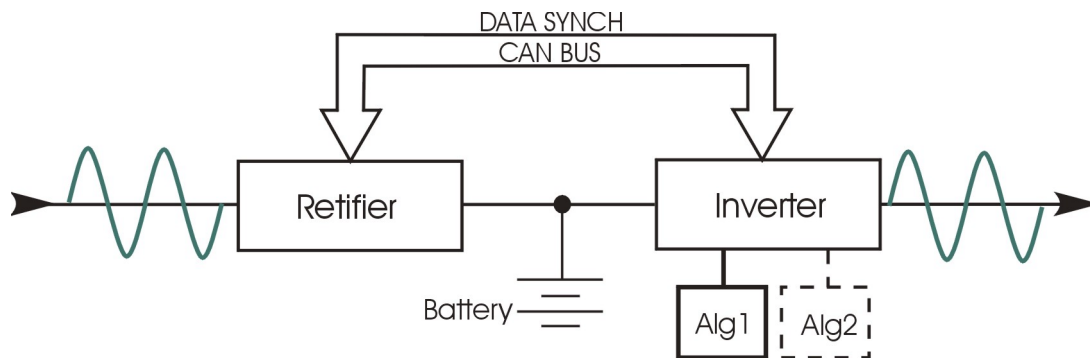 DATA SYNCH
CAN BUS
Retifier
Inverter
Battery
Alg1
Alg2